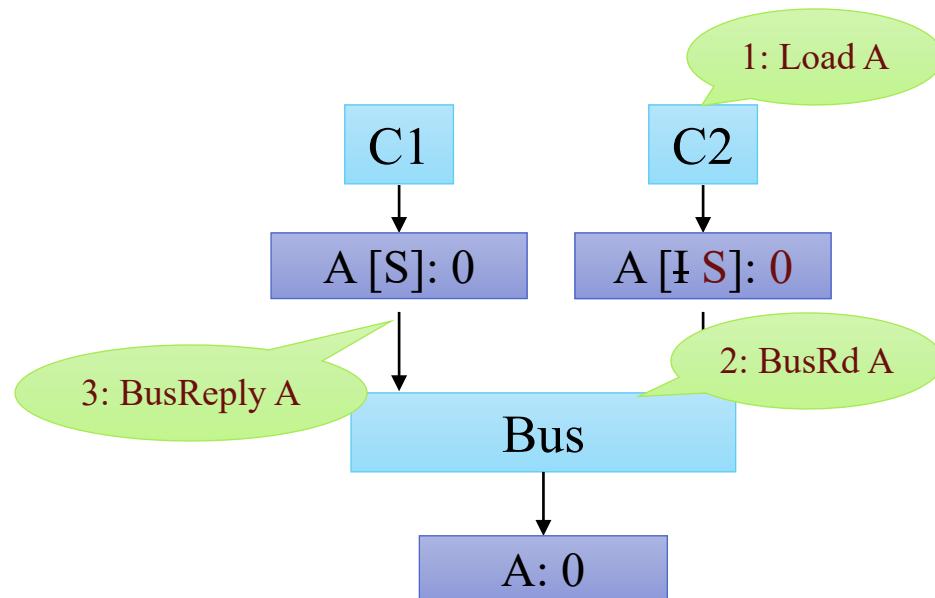 1: Load A
C1
C2
A [S]: 0
A [I S]: 0
2: BusRd A
3: BusReply A
Bus
A: 0